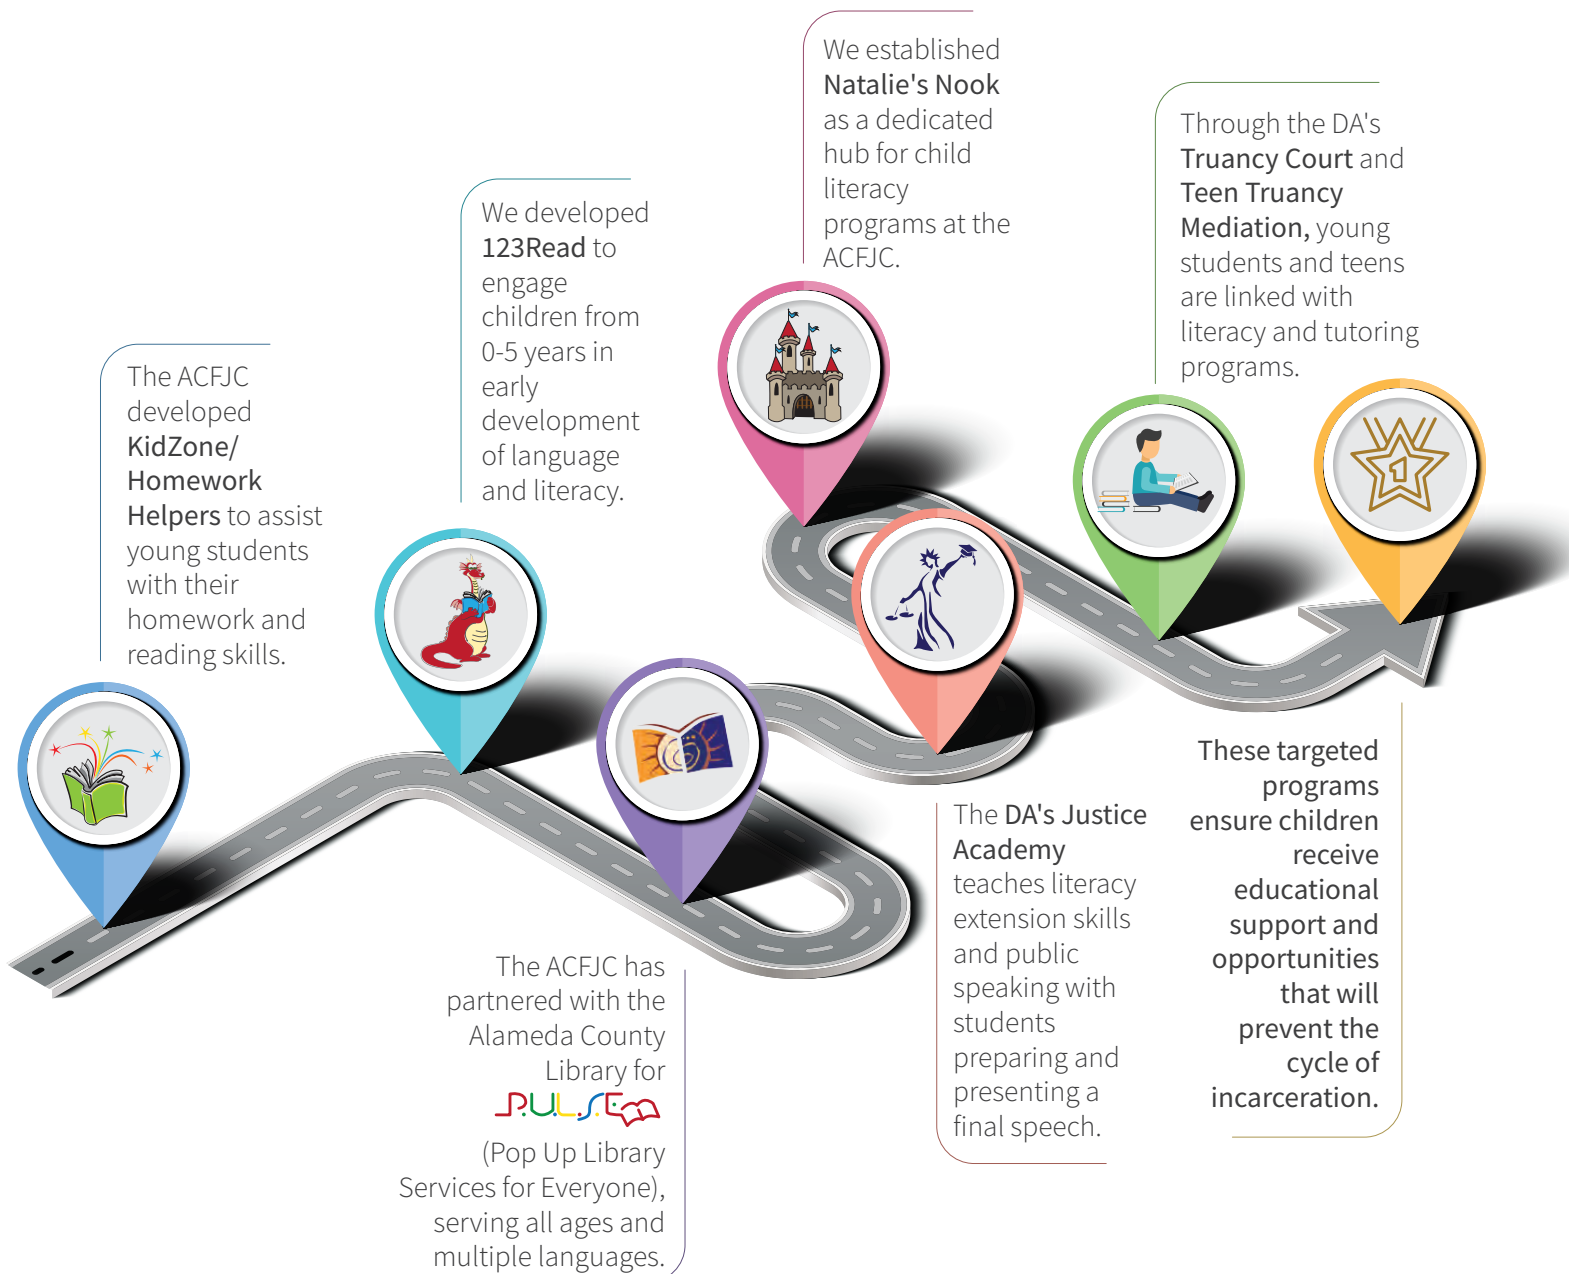 The ACFJC
developed
KidZone/
Homework
Helpers to assist
young students
with their
homework and
reading skills.
We developed
123Read to
engage
children from
0-5 years in
early
development
of language
and literacy.
The ACFJC has
partnered with the
Alameda County
Library for
P.U.L.S.E
(Pop Up Library
Services for Everyone),
serving all ages and
multiple languages.
We established
Natalie's Nook
as a dedicated
hub for child
literacy
programs at the
ACFJC.
The DA's Justice
Academy
teaches literacy
extension skills
and public
speaking with
students
preparing and
presenting a
final speech.
Through the DA's
Truancy Court and
Teen Truancy
Mediation, young
students and teens
are linked with
literacy and tutoring
programs.
1
These targeted
programs
ensure children
receive
educational
support and
opportunities
that will
prevent the
cycle of
incarceration.